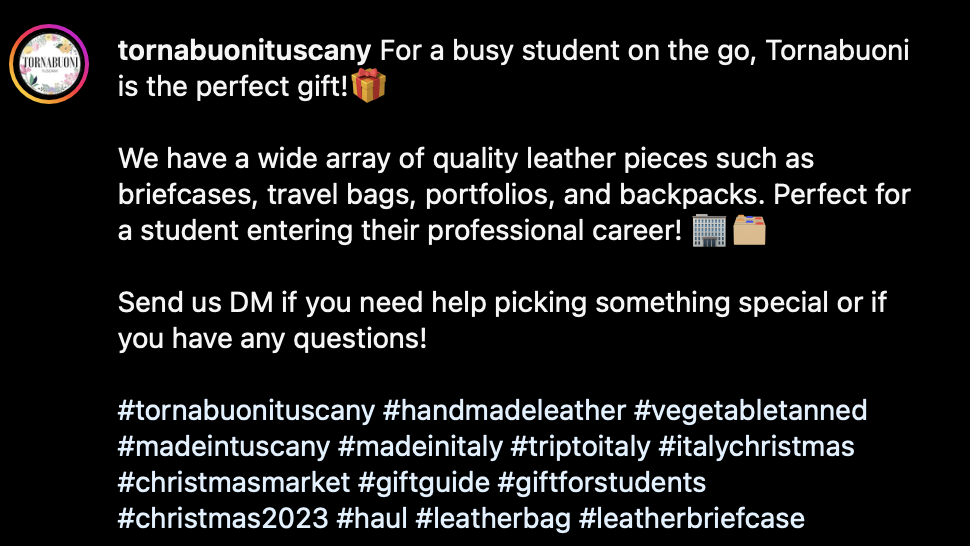 TORNABUONI
tornabuonituscany For a busy student on the go, Tornabuoni
is the perfect gift!🎁
We have a wide array of quality leather pieces such as
briefcases, travel bags, portfolios, and backpacks. Perfect for
a student entering their professional career! 🏢🗂️
Send us DM if you need help picking something special or if
you have any questions!
#tornabuonituscany #handmadeleather #vegetabletanned
#madeintuscany #madeinitaly #triptoitaly #italychristmas
#christmasmarket #giftguide #giftforstudents
#christmas2023 #haul #leatherbag #leatherbriefcase